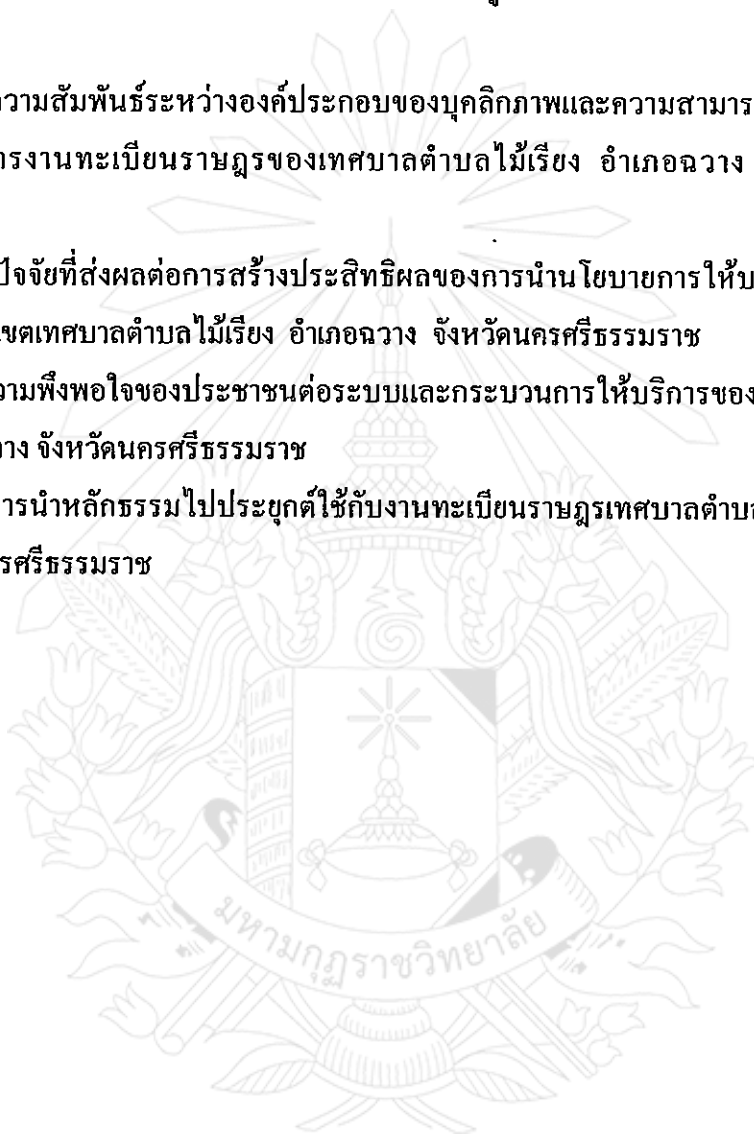 ความสัมพันธ์ระหว่างองค์ประกอบของบุคลิกภาพและความสามาร
ารงานทะเบียนราษฎรของเทศบาลตำบลไม้เรียง อำเภอฉวาง
ปัจจัยที่ส่งผลต่อการสร้างประสิทธิผลของการนำนโยบายการให้บ
เขตเทศบาลตำบลไม้เรียง อำเภอฉวาง จังหวัดนครศรีธรรมราช
วามพึงพอใจของประชาชนต่อระบบและกระบวนการให้บริการของ
าง จังหวัดนครศรีธรรมราช
ารนำหลักธรรมไปประยุกต์ใช้กับงานทะเบียนราษฎรเทศบาลตำบล
รศรีธรรมราช
มหามกุฏราชวิทยาลัย